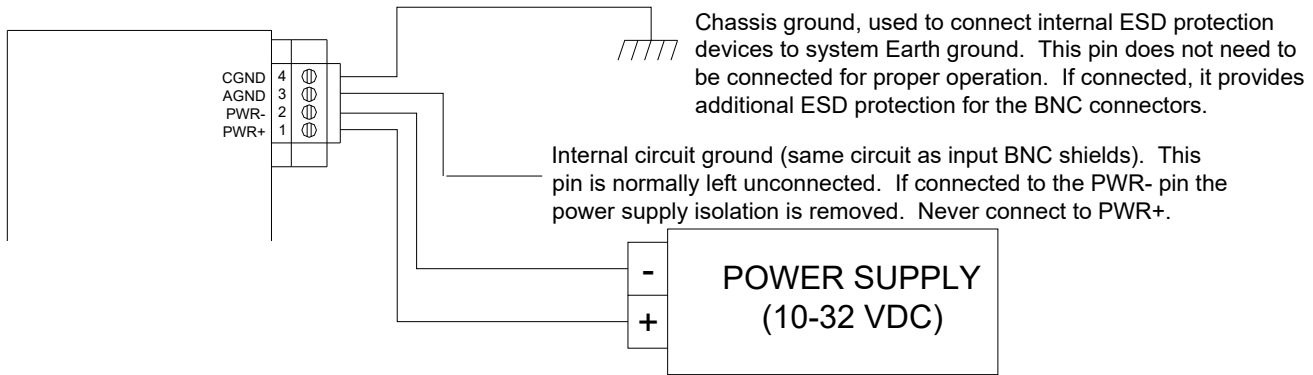 Chassis ground, used to connect internal ESD protection
devices to system Earth ground. This pin does not need to
be connected for proper operation. If connected, it provides
additional ESD protection for the BNC connectors.
CGND 4
AGND 3
PWR- 2
PWR+ 1
Internal circuit ground (same circuit as input BNC shields). This
pin is normally left unconnected. If connected to the PWR- pin the
power supply isolation is removed. Never connect to PWR+.
-
+
POWER SUPPLY
(10-32 VDC)